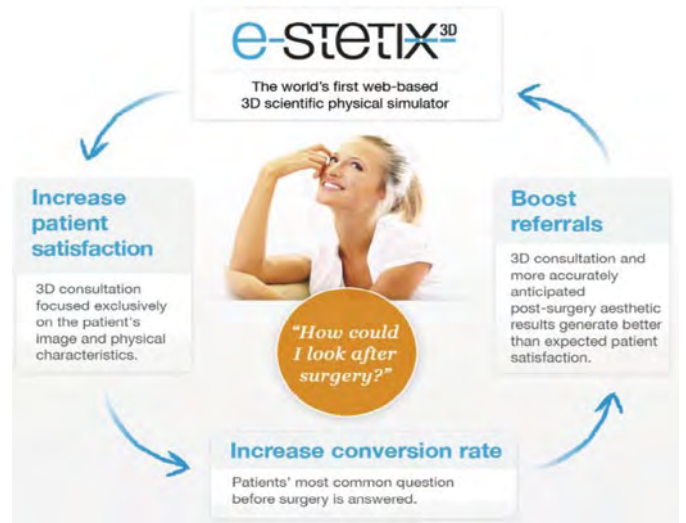 e-STETIX 3D
The world's first web-based
3D scientific physical simulator
Increase
patient
satisfaction
3D consultation
focused exclusively
on the patient's
image and physical
characteristics.
"How could
I look after
surgery?"
Increase conversion rate
Patients' most common question
before surgery is answered.
Boost
referrals
3D consultation and
more accurately
anticipated
post-surgery aesthetic
results generate better
than expected patient
satisfaction.